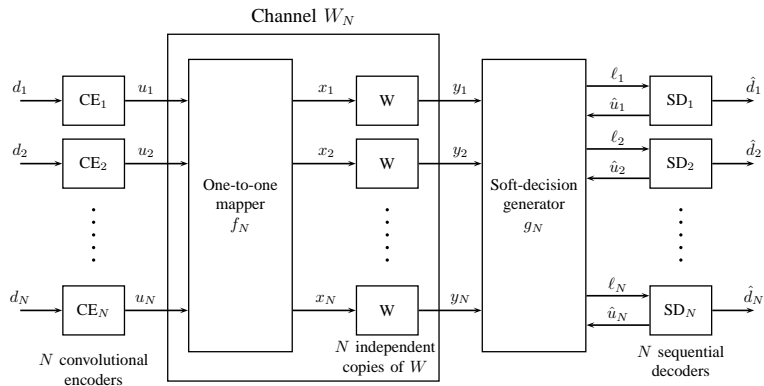 Channel W_N
d_1 CE_1 u_1 x_1 W y_1 ℓ_1 û_1 SD_1 d̂_1
d_2 CE_2 u_2 x_2 W y_2 ℓ_2 û_2 SD_2 d̂_2
One-to-one
mapper
f_N
Soft-decision
generator
g_N
d_N CE_N u_N x_N W y_N ℓ_N û_N SD_N d̂_N
N convolutional
encoders
N independent
copies of W
N sequential
decoders